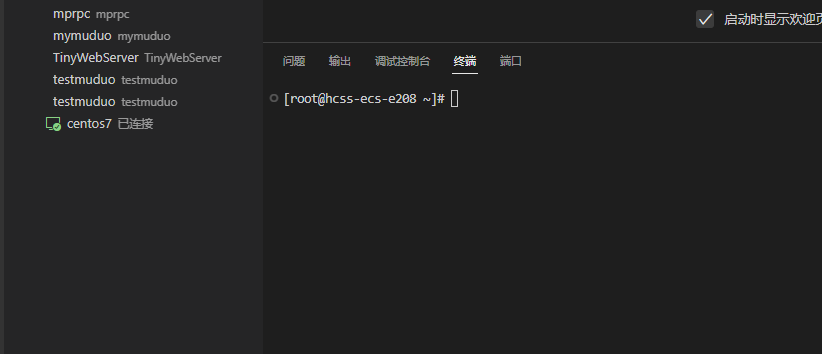 mprpc mprpc
mymuduo mymuduo
TinyWebServer TinyWebServer
testmuduo testmuduo
testmuduo testmuduo
centos7 已连接
启动时显示欢迎页
问题 输出 调试控制台 终端 端口
[root@hcss-ecs-e208 ~]#